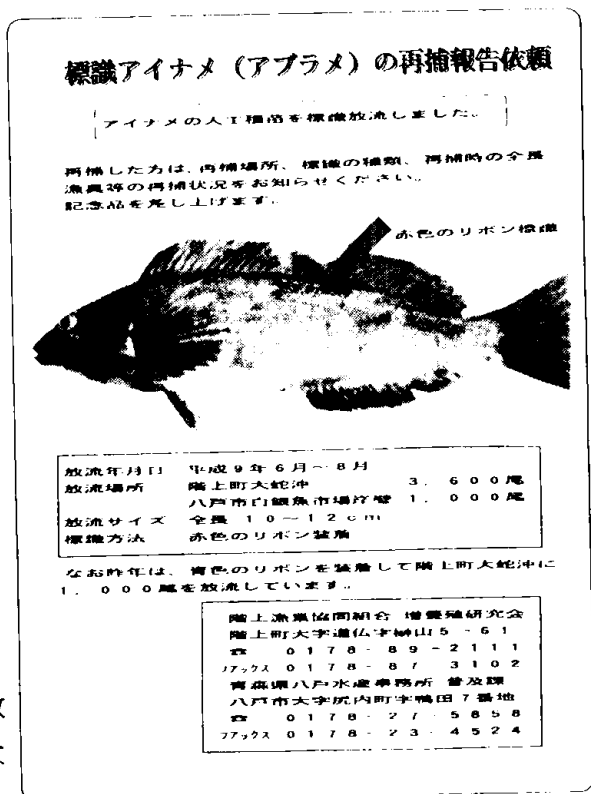 標識アイナメ（アブラメ）の再捕報告依頼
アイナメの人工種苗を標識放流しました。
再捕した方は、再捕場所、標識の種類、再捕時の全長
漁具等の再捕状況をお知らせください。
記念品を差し上げます。
赤色のリボン標識
放流年月日 平成9年6月～8月
放流場所 階上町大蛇沖 3，600尾
八戸市白銀魚市場岸壁 1，000尾
放流サイズ 全長 10～12cm
標識方法 赤色のリボン装着
なお昨年は、青色のリボンを装着して階上町大蛇沖に
1，000尾を放流しています。
階上漁業協同組合 増養殖研究会
階上町大字道仏字榊山5-61
☎ 0178-89-2111
ファックス 0178-87-3102
青森県八戸水産事務所 普及課
八戸市大字尻内町字鴨田7番地
☎ 0178-27-5858
ファックス 0178-23-4524